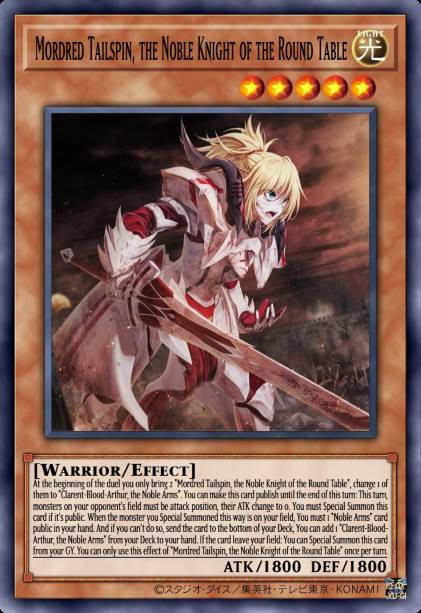 MORDRED TAILSPIN, THE NOBLE KNIGHT OF THE ROUND TABLE
LIGHT
光
[WARRIOR/EFFECT]
At the beginning of the duel you only bring 2 "Mordred Tailspin, the Noble Knight of the Round Table", change 1 of
them to "Clarent-Blood-Arthur, the Noble Arms". You can make this card publish until the end of this turn: This turn,
monsters on your opponent's field must be attack position, their ATK change to 0. You must Special Summon this
card if it's public. When the monster you Special Summoned this way is on your field, You must 1 "Noble Arms" card
public in your hand. And if you can't do so, send the card to the bottom of your Deck, You can add 1 "Clarent-Blood-
Arthur, the Noble Arms" from your Deck to your hand. If the card leave your field: You can Special Summon this card
from your GY. You can only use this effect of "Mordred Tailspin, the Noble Knight of the Round Table" once per turn.
ATK/1800 DEF/1800
©スタジオ・ダイス/集英社・テレビ東京・KONAMI